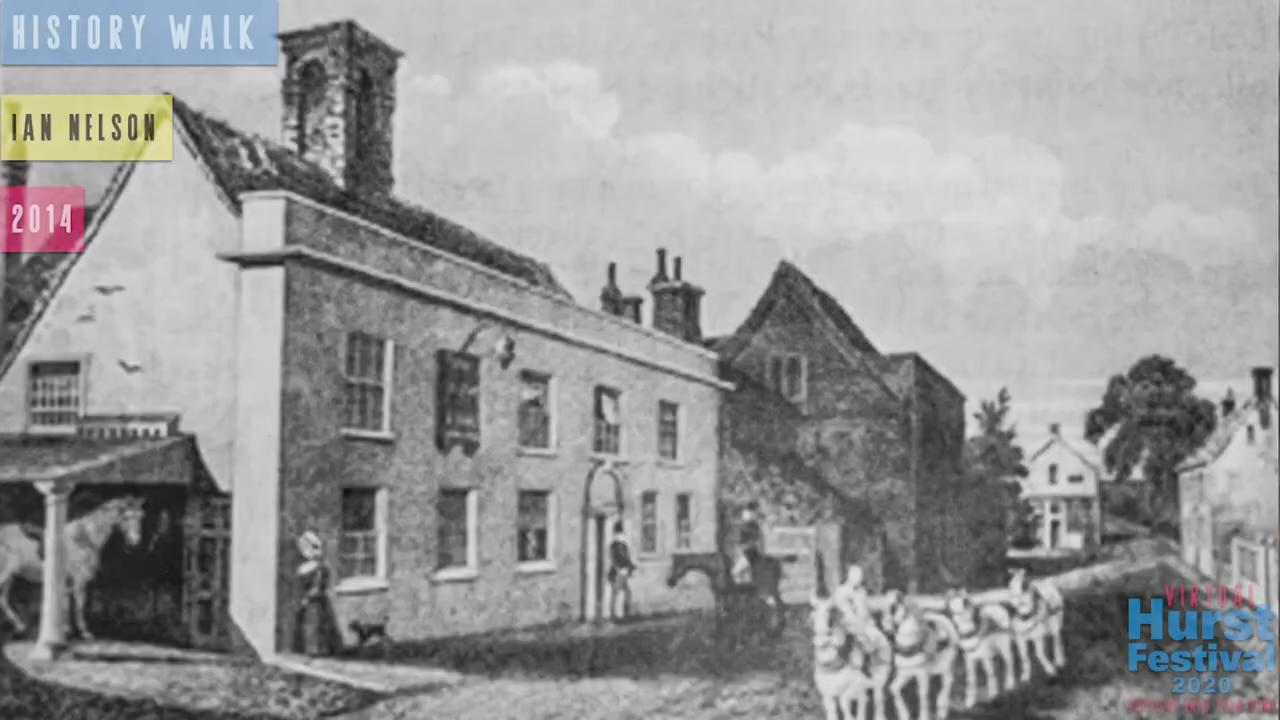 HISTORY WALK
IAN NELSON
2014
VIRTUAL
Hurst
Festival
2020